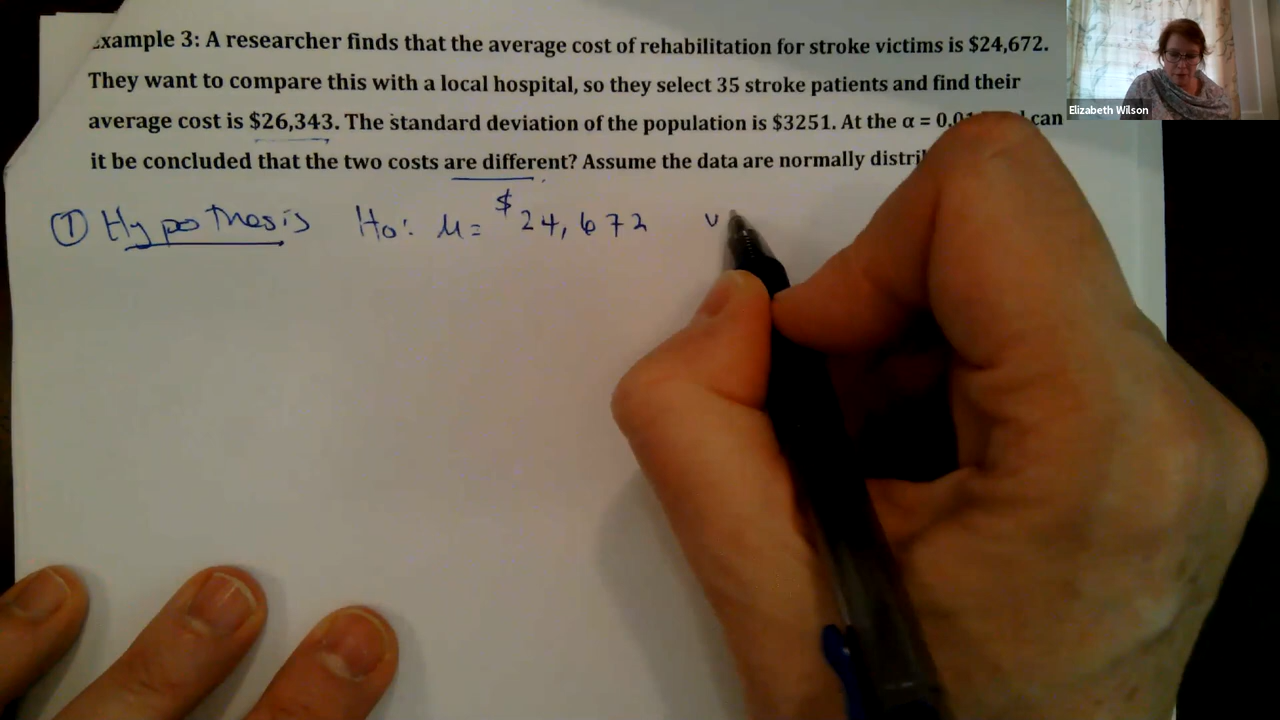 Example 3: A researcher finds that the average cost of rehabilitation for stroke victims is $24,672.
They want to compare this with a local hospital, so they select 35 stroke patients and find their
average cost is $26,343. The standard deviation of the population is $3251. At the α = 0.0 can
it be concluded that the two costs are different? Assume the data are normally
① Hypothesis H₀: μ = $24,672 v
Elizabeth Wilson